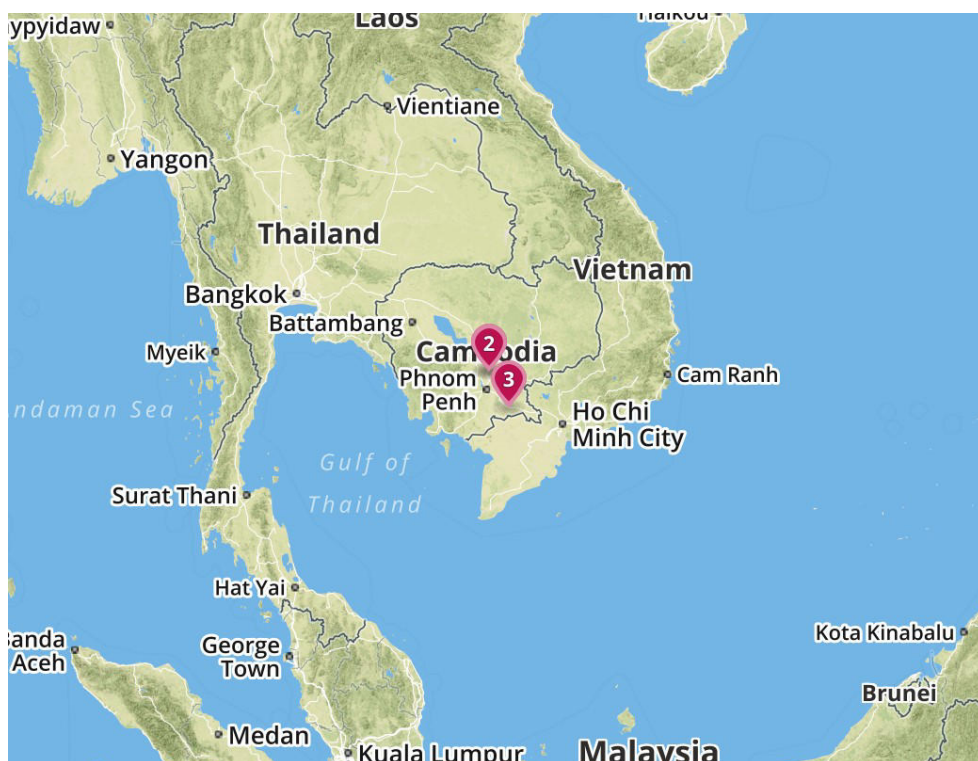 Laos
Haikou
Vientiane
Yangon
Thailand
Vietnam
Bangkok
Battambang
2
Myeik
Phnom
Penh
3
Cam Ranh
Ho Chi
Minh City
Gulf of
Thailand
Surat Thani
Hat Yai
Kota Kinabalu
George
Town
Aceh
Brunei
Medan
Kuala Lumpur
Malaysia